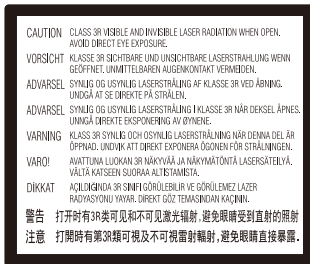 CAUTION CLASS 3R VISIBLE AND INVISIBLE LASER RADIATION WHEN OPEN.
AVOID DIRECT EYE EXPOSURE.
VORSICHT KLASSE 3R SICHTBARE UND UNSICHTBARE LASERSTRAHLUNG WENN
GEÖFFNET. UNMITTELBAREN AUGENKONTAKT VERMEIDEN.
ADVARSEL SYNLIG OG USYNLIG LASERSTRÅLING AF KLASSE 3R VED ÅBNING.
UNDGÅ AT SE DIREKTE PÅ STRÅLEN.
ADVARSEL SYNLIG OG USYNLIG LASERSTRÅLING I KLASSE 3R NÅR DEKSEL ÅPNES.
UNNGÅ DIREKTE EKSPONERING AV ØYNENE.
VARNING KLASS 3R SYNLIG OCH OSYNLIG LASERSTRÅLNING NÄR DENNA DEL ÄR
ÖPPNAD. UNDVIK ATT DIREKT EXPONERA ÖGONEN FÖR STRÅLNINGEN.
VARO! AVATTUNA LUOKAN 3R NÄKYVÄÄ JA NÄKYMÄTÖNTÄ LASERSÄTEILYÄ.
VÄLTÄ KATSEEN SUORAA ALTISTAMISTA.
DİKKAT AÇILDIĞINDA 3R SINIFI GÖRÜLEBİLİR VE GÖRÜLEMEZ LAZER
RADYASYONU YAYAR. DİREKT GÖZ TEMASINDAN KAÇININ.
警告 打开时有3R类可见和不可见激光辐射,避免眼睛受到直射的照射
注意 打開時有第3R類可視及不可視雷射輻射,避免眼睛直接暴露.